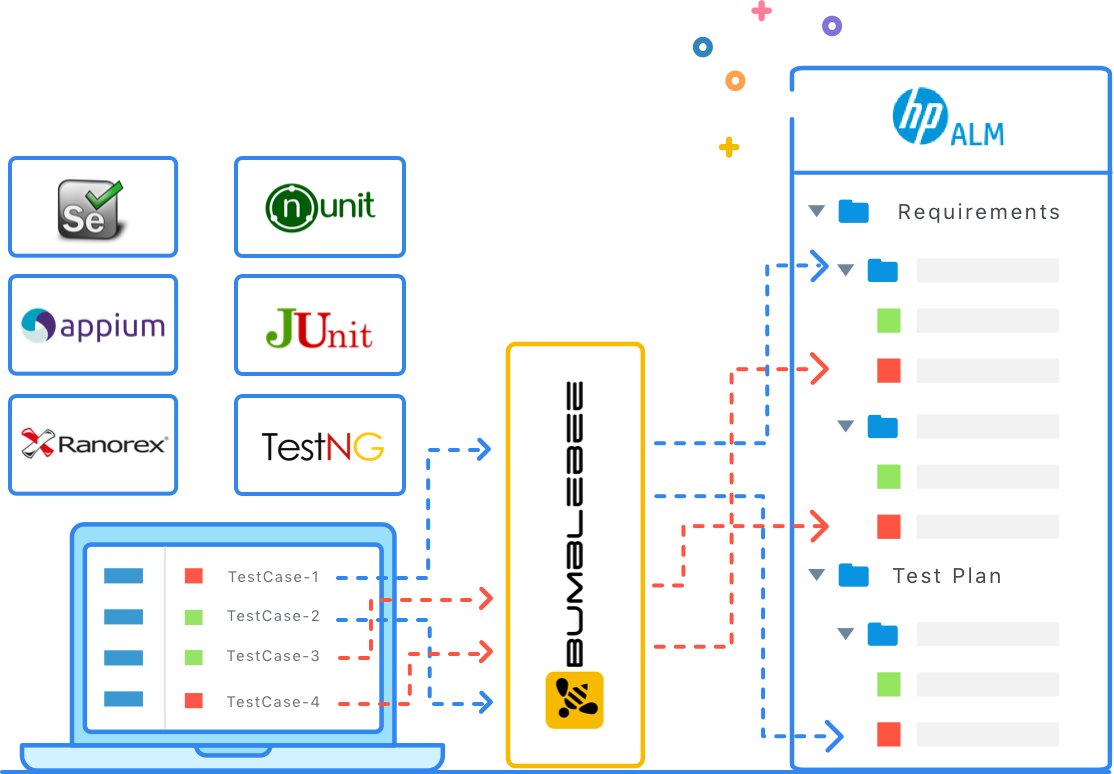 hp ALM
Se
nunit
Requirements
appium
JUnit
Ranorex®
TestNG
BUMBLEBEE
TestCase-1
TestCase-2
TestCase-3
TestCase-4
Test Plan